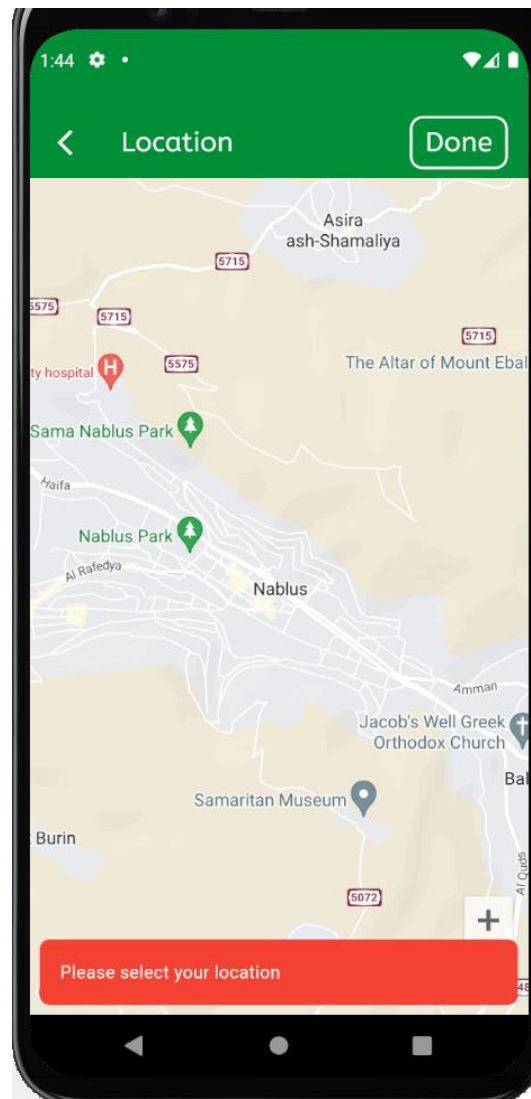 1:44
Location
Done
Asira
ash-Shamaliya
5715
5575
5715
5715
The Altar of Mount Ebal
ty hospital
H
5575
Sama Nablus Park
Haifa
Nablus Park
Al Rafedya
Nablus
Amman
Jacob's Well Greek
Orthodox Church
Bal
Samaritan Museum
Burin
Al Quds
5072
+
Please select your location
48